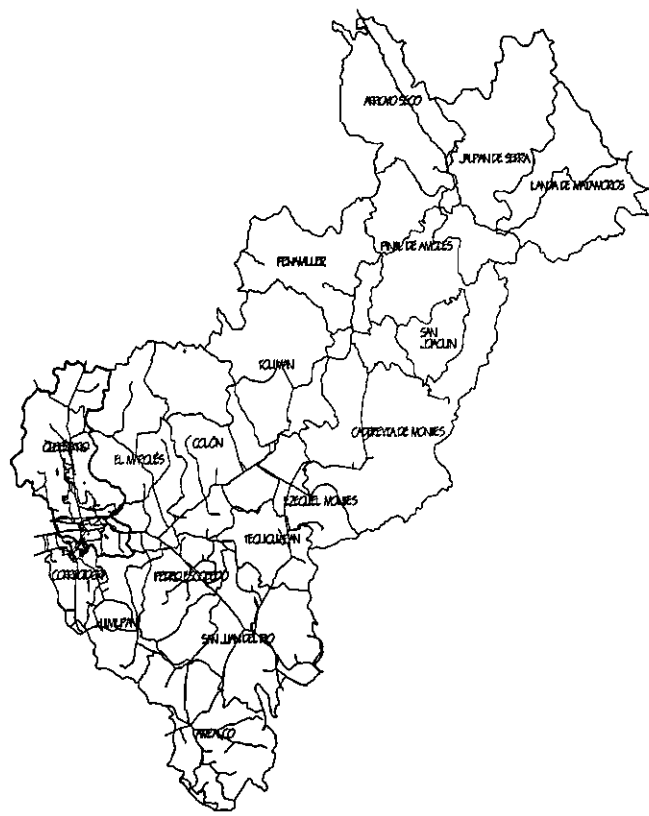 ARROYO SECO
JALPAN DE SERRA
LANDA DE MATAMOROS
PINAL DE AMOLES
PEÑAMILLER
SAN
JOAQUIN
TOLIMAN
CADEREYTA DE MONTES
QUERETARO
COLÓN
EL MARQUÉS
EZEQUIEL MONTES
TEQUISQUIAPAN
CORREGIDORA
PEDRO ESCOBEDO
HUIMILPAN
SAN JUAN DEL RIO
AMEALCO